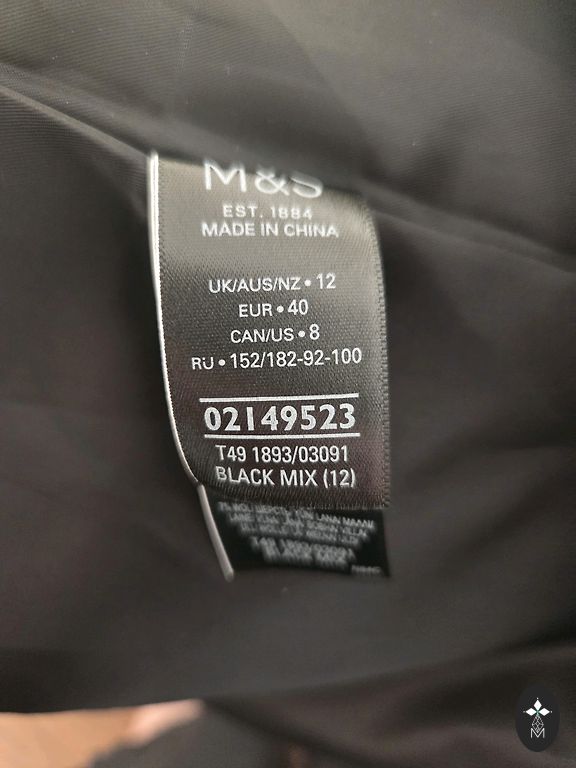 M&S
EST. 1884
MADE IN CHINA
UK/AUS/NZ • 12
EUR • 40
CAN/US • 8
RU • 152/182-92-100
02149523
T49 1893/03091
BLACK MIX (12)
M